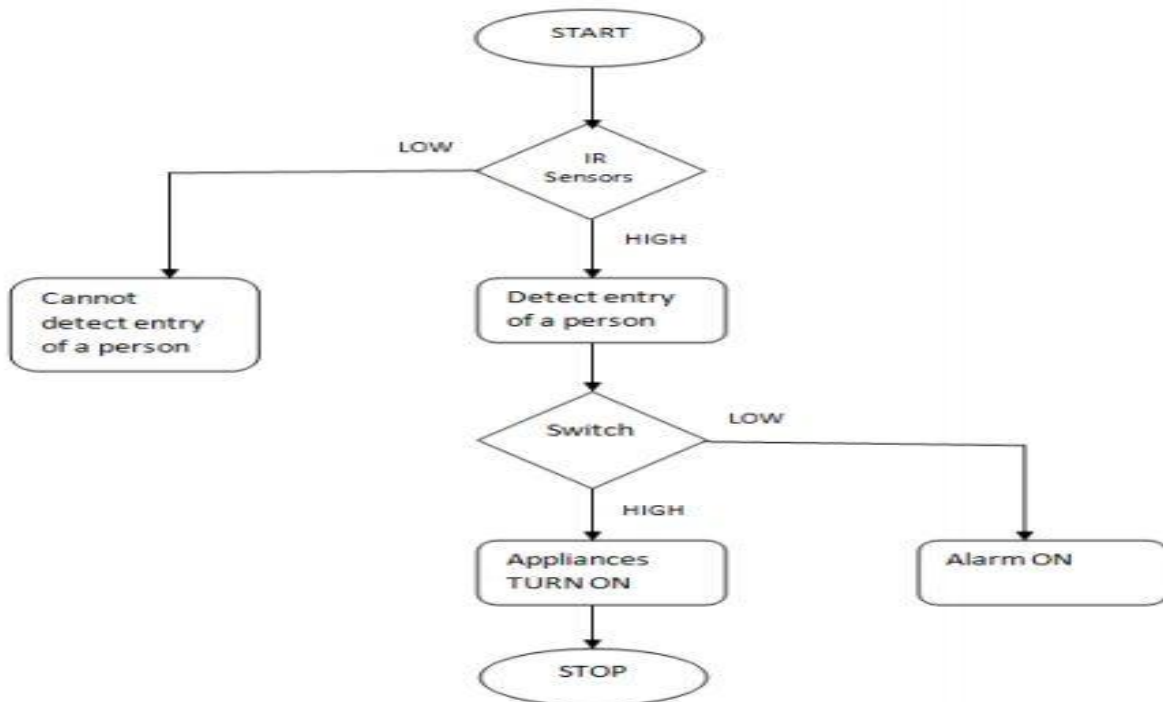 START
LOW
IR
Sensors
HIGH
Cannot
detect entry
of a person
Detect entry
of a person
Switch
LOW
HIGH
Appliances
TURN ON
Alarm ON
STOP